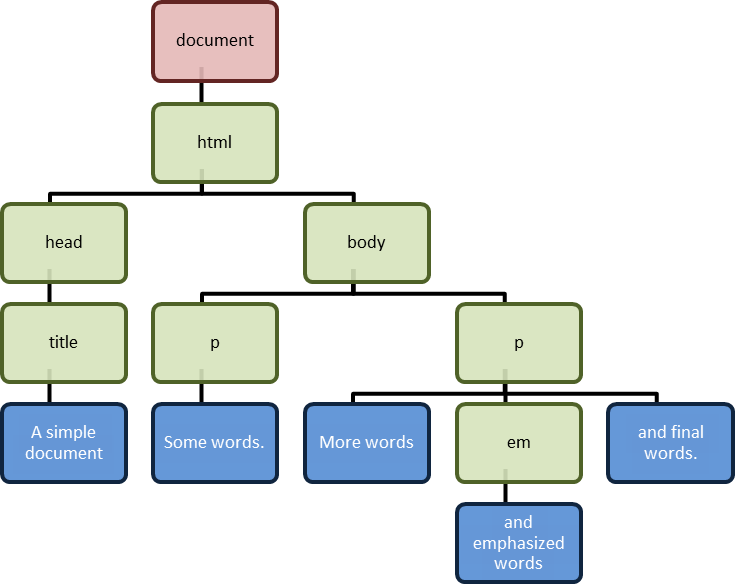 document
html
head
body
title
p
p
A simple
document
Some words.
More words
em
and final
words.
and
emphasized
words